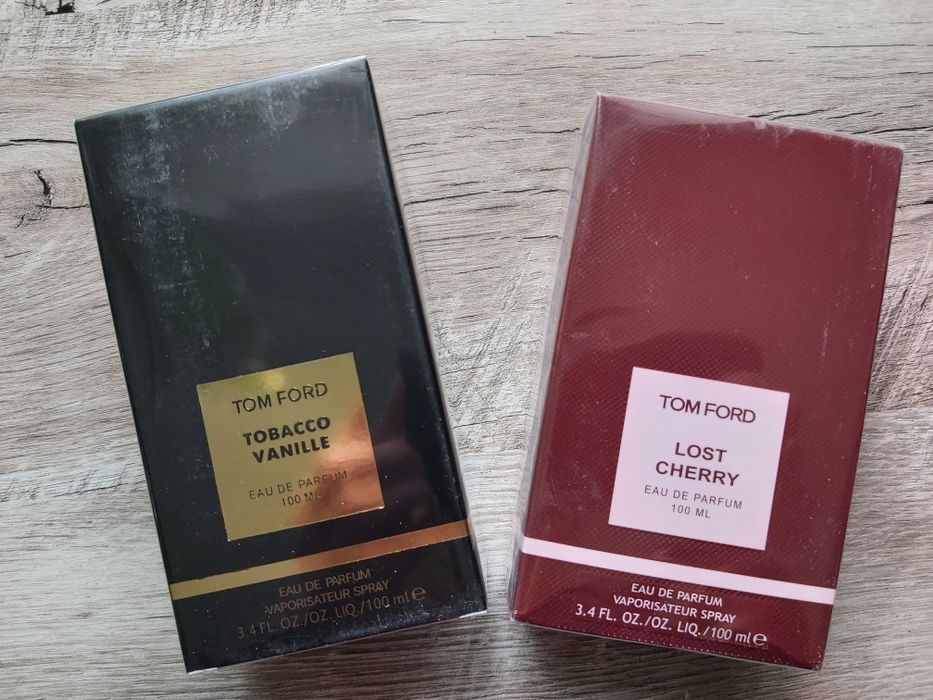 TOM FORD
TOBACCO
VANILLE
EAU DE PARFUM
100 ML
EAU DE PARFUM
VAPORISATEUR SPRAY
3.4 FL. OZ./OZ. LIQ./100 ml ℮
TOM FORD
LOST
CHERRY
EAU DE PARFUM
100 ML
EAU DE PARFUM
VAPORISATEUR SPRAY
3.4 FL. OZ./OZ. LIQ./100 ml ℮